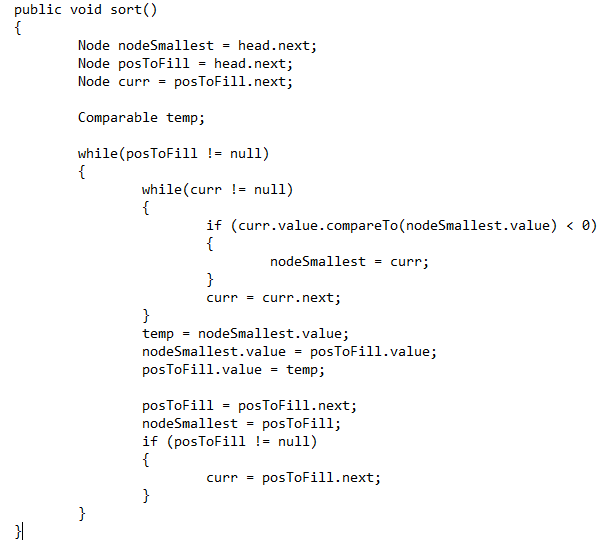 public void sort()
{
        Node nodeSmallest = head.next;
        Node posToFill = head.next;
        Node curr = posToFill.next;

        Comparable temp;

        while(posToFill != null)
        {
                while(curr != null)
                {
                        if (curr.value.compareTo(nodeSmallest.value) < 0)
                        {
                                nodeSmallest = curr;
                        }
                        curr = curr.next;
                }
                temp = nodeSmallest.value;
                nodeSmallest.value = posToFill.value;
                posToFill.value = temp;

                posToFill = posToFill.next;
                nodeSmallest = posToFill;
                if (posToFill != null)
                {
                        curr = posToFill.next;
                }
        }
}